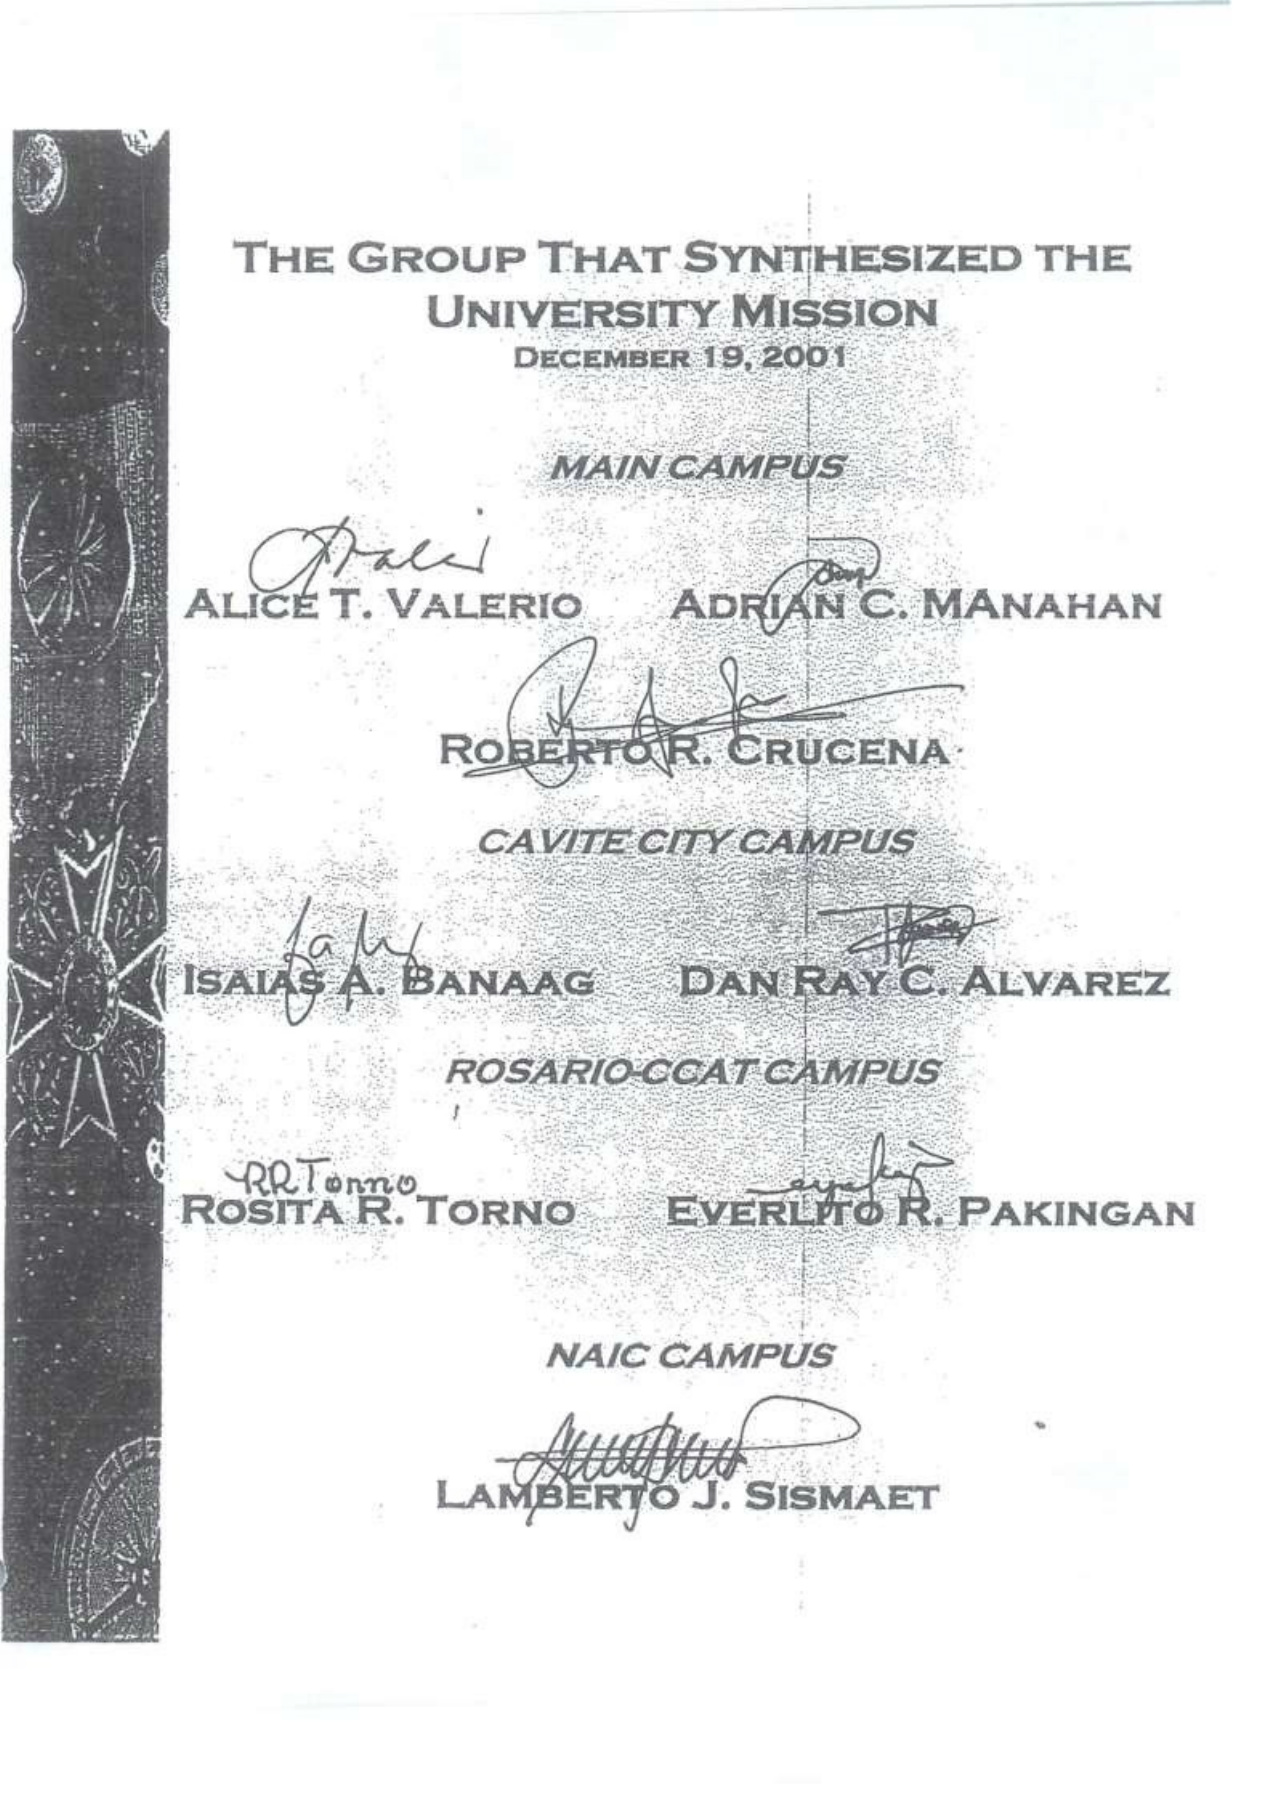 THE GROUP THAT SYNTHESIZED THE
UNIVERSITY MISSION
DECEMBER 19, 2001
MAIN CAMPUS
ALICE T. VALERIO ADRIAN C. MANAHAN
ROBERTO R. CRUCENA
CAVITE CITY CAMPUS
ISAIAS A. BANAAG DAN RAY C. ALVAREZ
ROSARIO-CCAT CAMPUS
RRTorno
ROSITA R. TORNO EVERLITO R. PAKINGAN
NAIC CAMPUS
LAMBERTO J. SISMAET